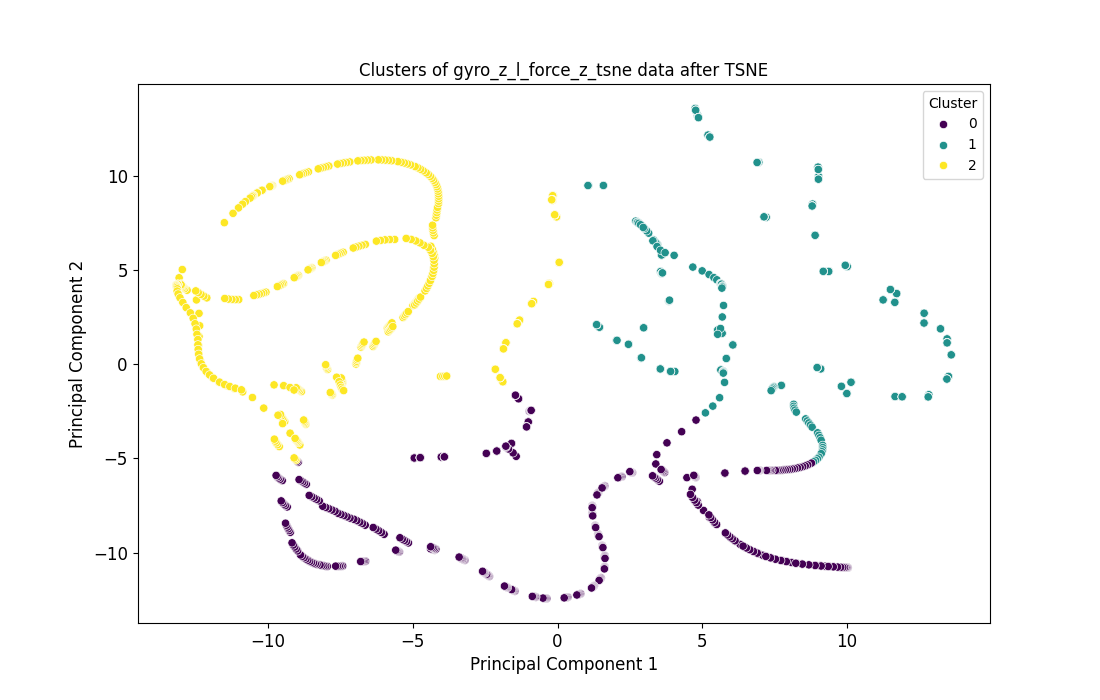 Clusters of gyro_z_l_force_z_tsne data after TSNE
Cluster
0
1
2
10
5
0
−5
−10
Principal Component 2
−10 −5 0 5 10
Principal Component 1